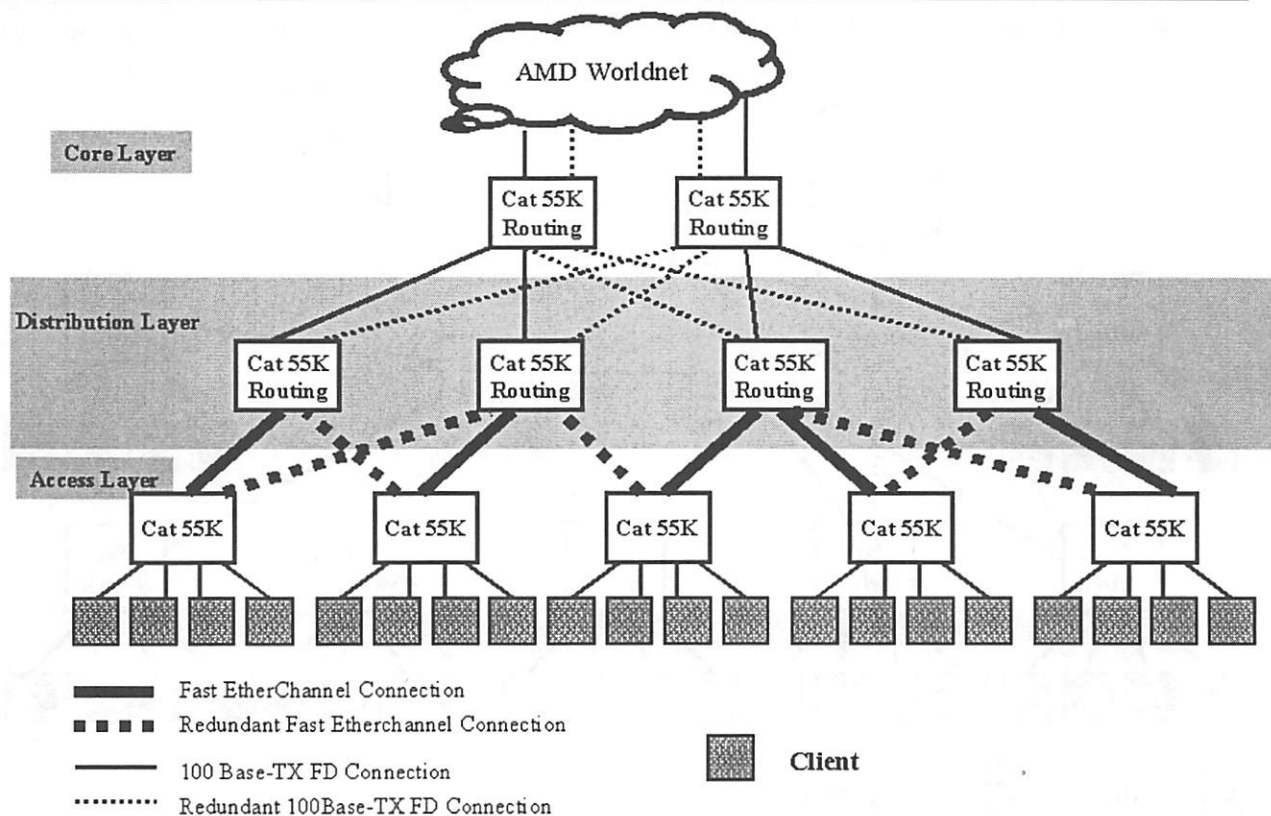 AMD Worldnet
Core Layer
Cat 55K
Routing
Cat 55K
Routing
Distribution Layer
Cat 55K
Routing
Cat 55K
Routing
Cat 55K
Routing
Cat 55K
Routing
Access Layer
Cat 55K
Cat 55K
Cat 55K
Cat 55K
Cat 55K
Fast EtherChannel Connection
Redundant Fast Etherchannel Connection
100 Base-TX FD Connection
Redundant 100Base-TX FD Connection
Client